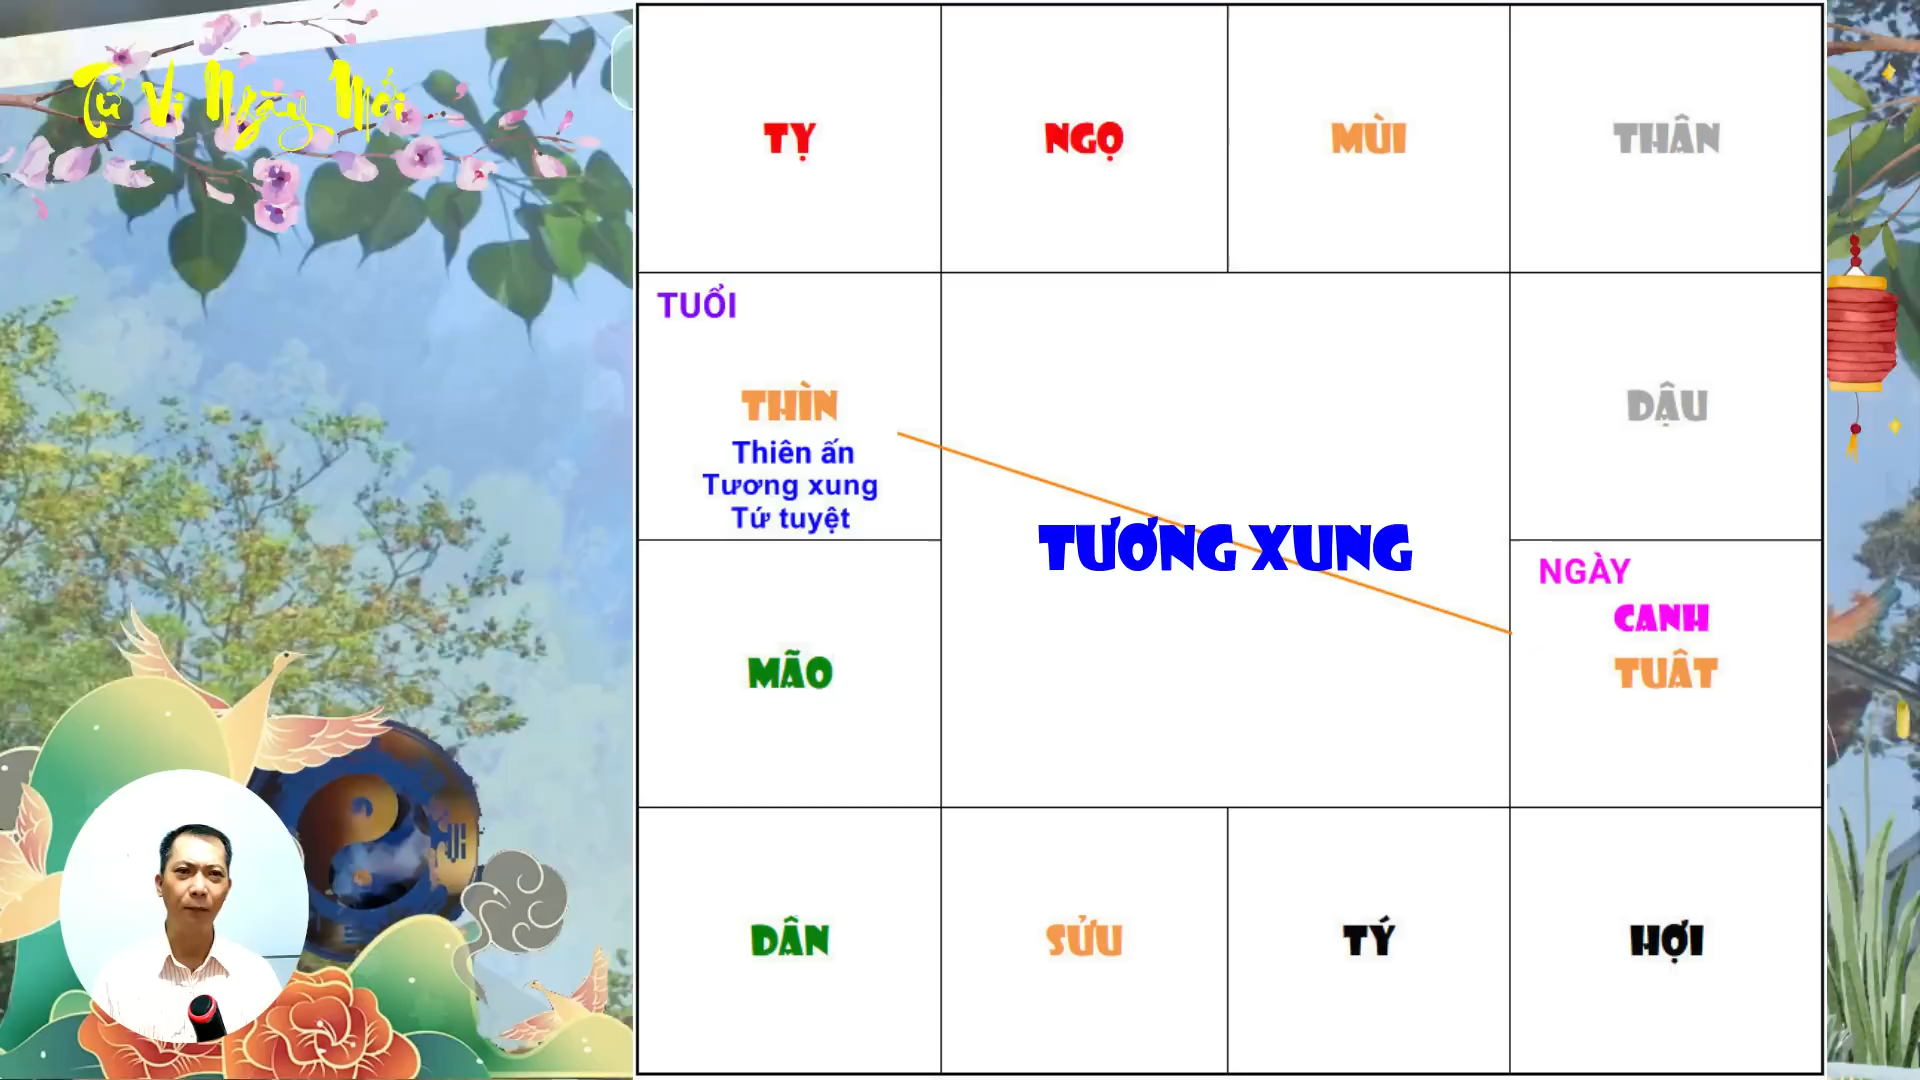 Tử Vi Ngày Mới
TỴ
NGỌ
MÙI
THÂN
TUỔI
THÌN
Thiên ấn
Tương xung
Tứ tuyệt
DẬU
TƯƠNG XUNG
MÃO
NGÀY
CANH
TUẤT
DẦN
SỬU
TÝ
HỢI